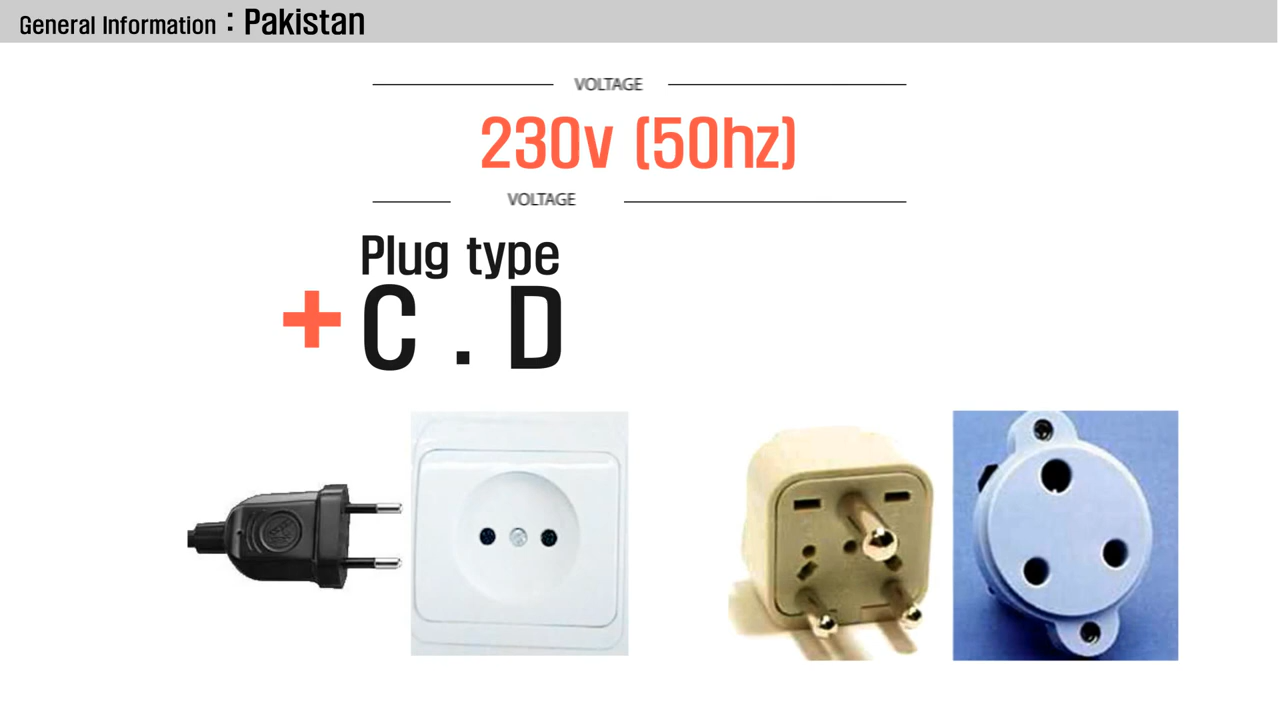 General Information : Pakistan
VOLTAGE
230v (50hz)
VOLTAGE
Plug type
+ C . D